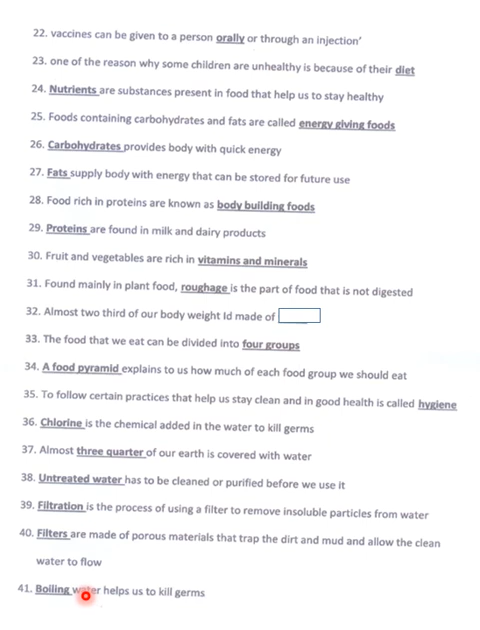 22. vaccines can be given to a person orally or through an injection'
23. one of the reason why some children are unhealthy is because of their diet
24. Nutrients are substances present in food that help us to stay healthy
25. Foods containing carbohydrates and fats are called energy giving foods
26. Carbohydrates provides body with quick energy
27. Fats supply body with energy that can be stored for future use
28. Food rich in proteins are known as body building foods
29. Proteins are found in milk and dairy products
30. Fruit and vegetables are rich in vitamins and minerals
31. Found mainly in plant food, roughage is the part of food that is not digested
32. Almost two third of our body weight Id made of
33. The food that we eat can be divided into four groups
34. A food pyramid explains to us how much of each food group we should eat
35. To follow certain practices that help us stay clean and in good health is called hygiene
36. Chlorine is the chemical added in the water to kill germs
37. Almost three quarter of our earth is covered with water
38. Untreated water has to be cleaned or purified before we use it
39. Filtration is the process of using a filter to remove insoluble particles from water
40. Filters are made of porous materials that trap the dirt and mud and allow the clean
water to flow
41. Boiling water helps us to kill germs